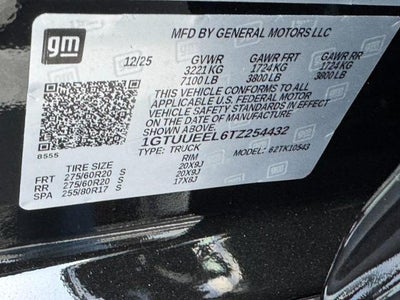 gm
MFD BY GENERAL MOTORS LLC
12/25 GVWR GAWR FRT GAWR RR
3221 KG 1724 KG 1724 KG
7100 LB 3800 LB 3800 LB
THIS VEHICLE CONFORMS TO ALL
APPLICABLE U.S. FEDERAL MOTOR
VEHICLE SAFETY STANDARDS IN EFFECT
ON THE DATE OF MANUFACTURE
SHOWN ABOVE.
1GTUUEEL6TZ254432
8555 TYPE: TRUCK MODEL: 62TK10543
TIRE SIZE RIM
FRT 275/60R20 S 20X9J
RR 275/60R20 S 20X9J
SPA 255/80R17 S 17X8J